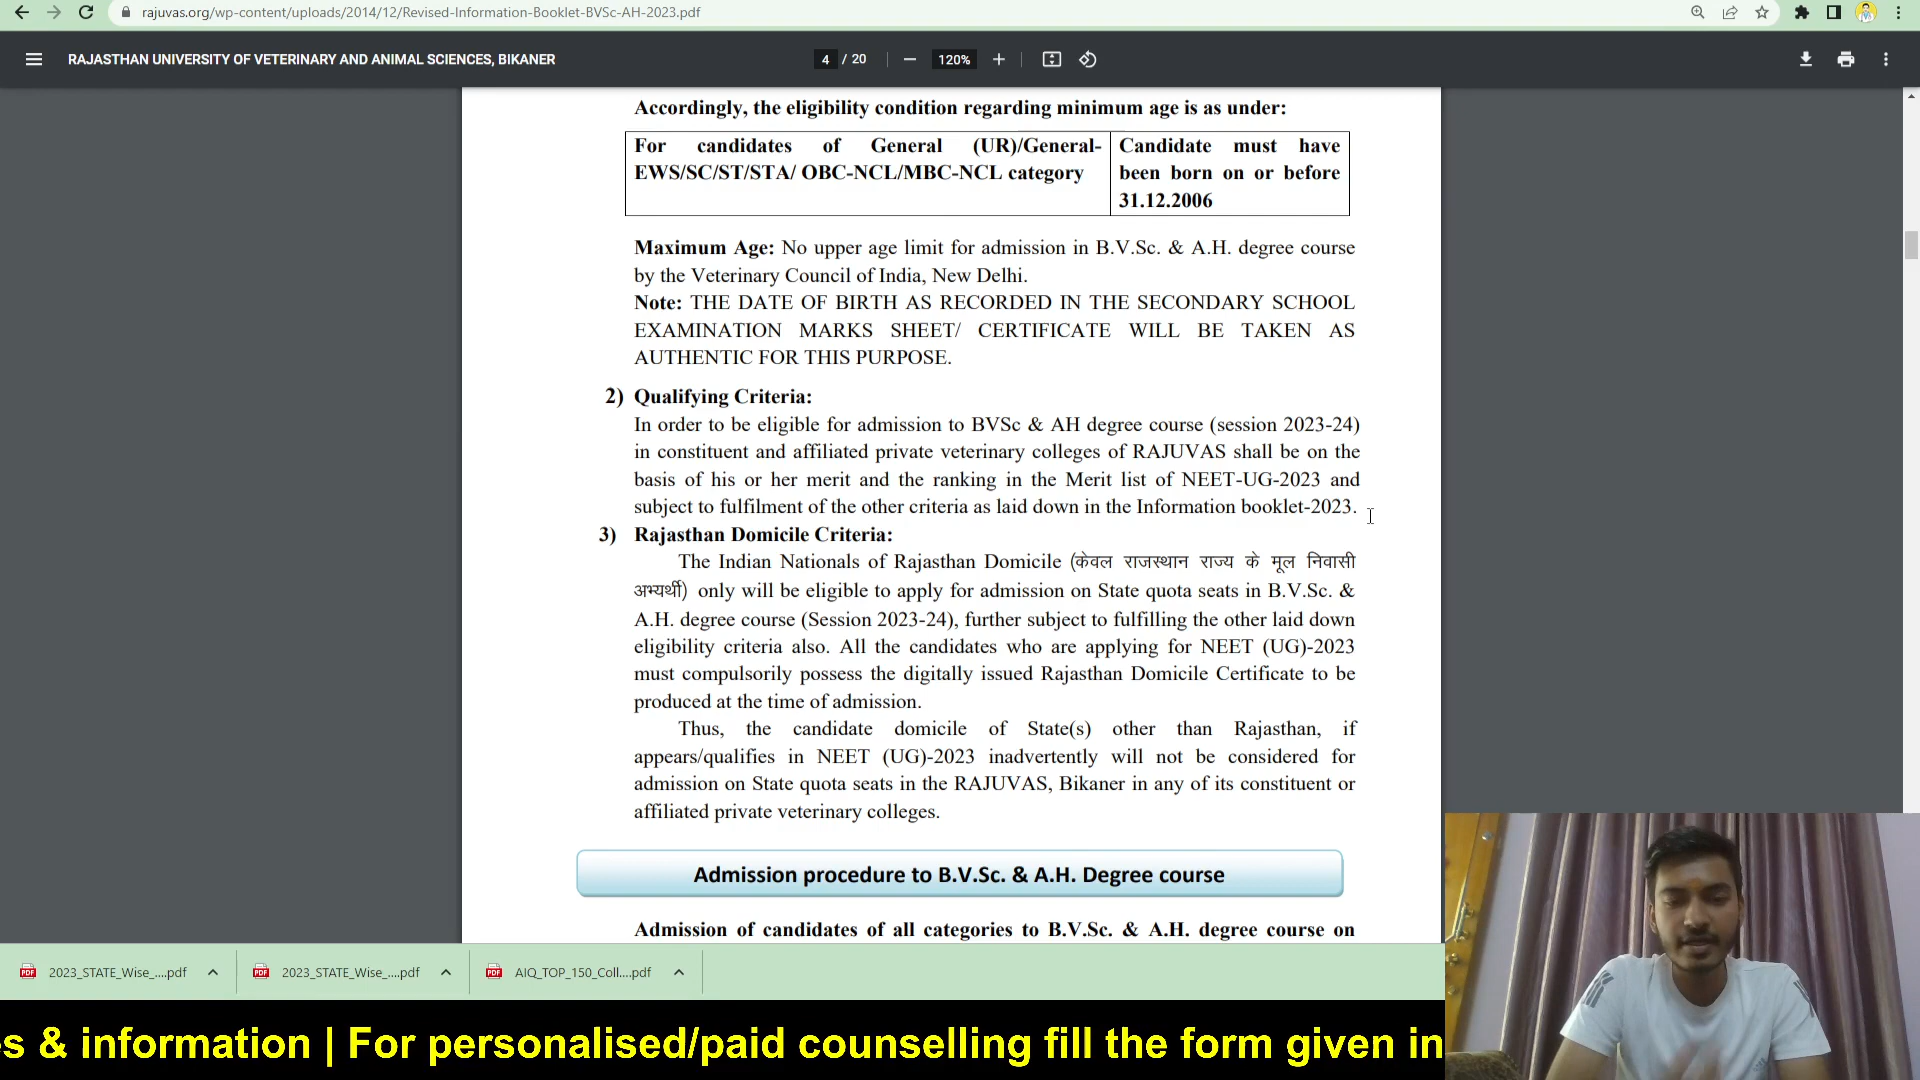 rajuvas.org/wp-content/uploads/2014/12/Revised-Information-Booklet-BVSc-AH-2023.pdf
RAJASTHAN UNIVERSITY OF VETERINARY AND ANIMAL SCIENCES, BIKANER
4 / 20
120%
Accordingly, the eligibility condition regarding minimum age is as under:
For candidates of General (UR)/General-
EWS/SC/ST/STA/ OBC-NCL/MBC-NCL category
Candidate must have
been born on or before
31.12.2006
Maximum Age: No upper age limit for admission in B.V.Sc. & A.H. degree course
by the Veterinary Council of India, New Delhi.
Note: THE DATE OF BIRTH AS RECORDED IN THE SECONDARY SCHOOL
EXAMINATION MARKS SHEET/ CERTIFICATE WILL BE TAKEN AS
AUTHENTIC FOR THIS PURPOSE.
2) Qualifying Criteria:
In order to be eligible for admission to BVSc & AH degree course (session 2023-24)
in constituent and affiliated private veterinary colleges of RAJUVAS shall be on the
basis of his or her merit and the ranking in the Merit list of NEET-UG-2023 and
subject to fulfilment of the other criteria as laid down in the Information booklet-2023.
3) Rajasthan Domicile Criteria:
The Indian Nationals of Rajasthan Domicile (केवल राजस्थान राज्य के मूल निवासी
अभ्यर्थी) only will be eligible to apply for admission on State quota seats in B.V.Sc. &
A.H. degree course (Session 2023-24), further subject to fulfilling the other laid down
eligibility criteria also. All the candidates who are applying for NEET (UG)-2023
must compulsorily possess the digitally issued Rajasthan Domicile Certificate to be
produced at the time of admission.
Thus, the candidate domicile of State(s) other than Rajasthan, if
appears/qualifies in NEET (UG)-2023 inadvertently will not be considered for
admission on State quota seats in the RAJUVAS, Bikaner in any of its constituent or
affiliated private veterinary colleges.
Admission procedure to B.V.Sc. & A.H. Degree course
Admission of candidates of all categories to B.V.Sc. & A.H. degree course on
2023_STATE_Wise_....pdf
2023_STATE_Wise_....pdf
AIQ_TOP_150_Coll....pdf
s & information | For personalised/paid counselling fill the form given in